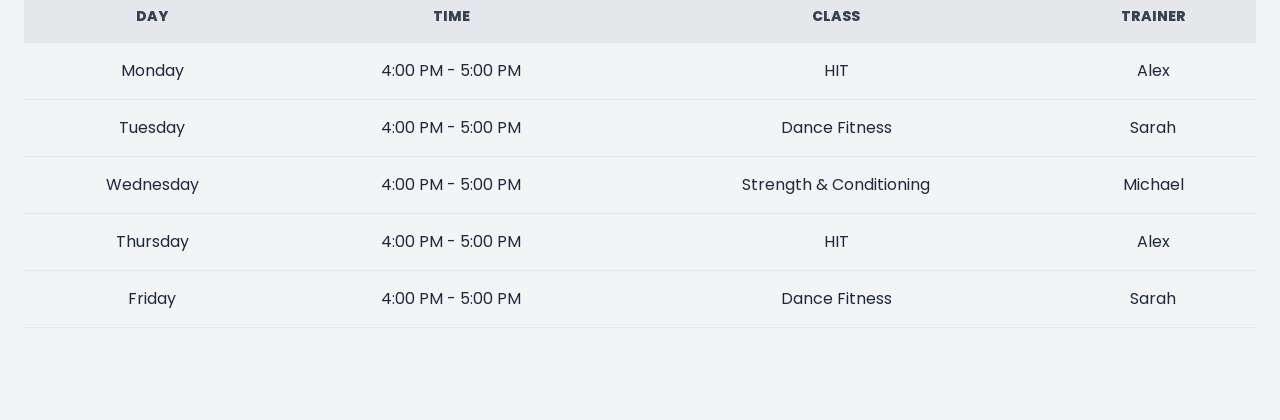 DAY TIME CLASS TRAINER
Monday 4:00 PM - 5:00 PM HIT Alex
Tuesday 4:00 PM - 5:00 PM Dance Fitness Sarah
Wednesday 4:00 PM - 5:00 PM Strength & Conditioning Michael
Thursday 4:00 PM - 5:00 PM HIT Alex
Friday 4:00 PM - 5:00 PM Dance Fitness Sarah